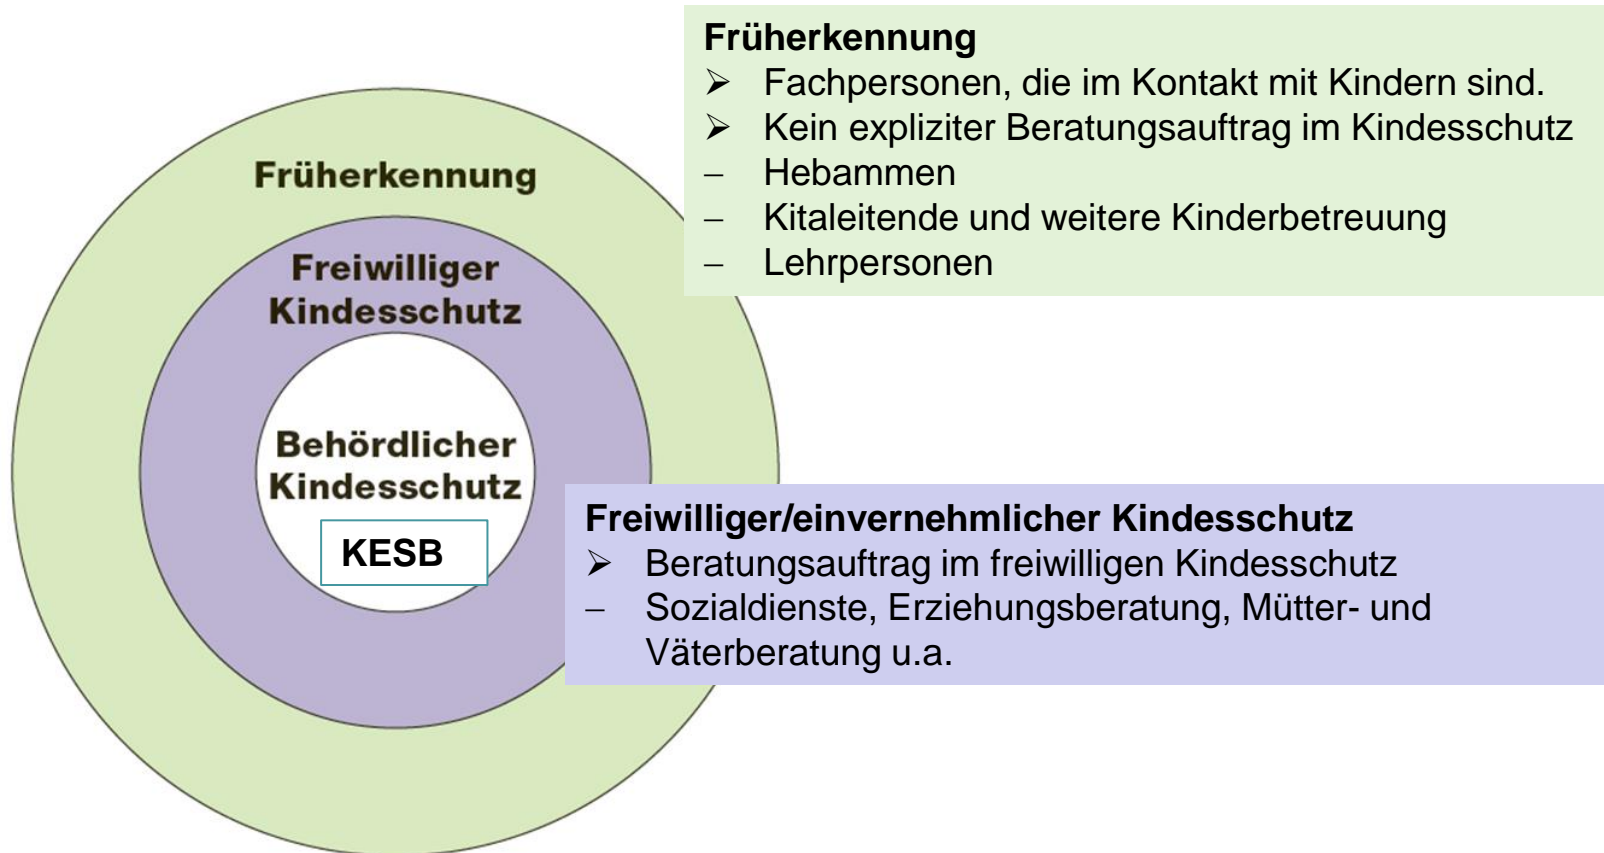 Früherkennung
➢ Fachpersonen, die im Kontakt mit Kindern sind.
➢ Kein expliziter Beratungsauftrag im Kindesschutz
– Hebammen
– Kitaleitende und weitere Kinderbetreuung
– Lehrpersonen
Früherkennung
Freiwilliger
Kindesschutz
Behördlicher
Kindesschutz
KESB
Freiwilliger/einvernehmlicher Kindesschutz
➢ Beratungsauftrag im freiwilligen Kindesschutz
– Sozialdienste, Erziehungsberatung, Mütter- und
Väterberatung u.a.